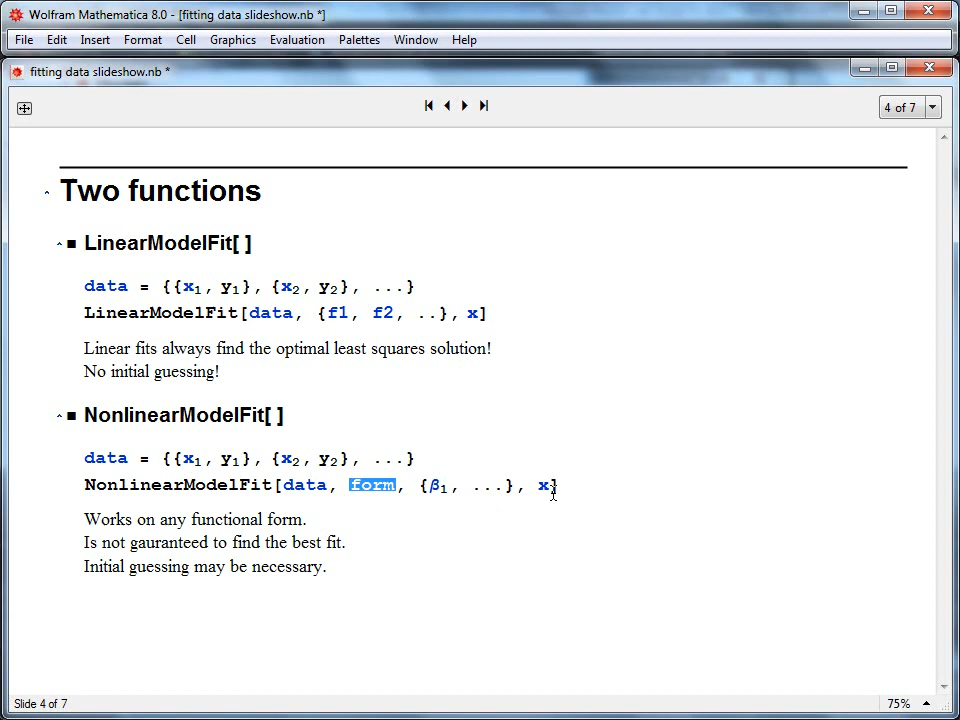 Wolfram Mathematica 8.0 - [fitting data slideshow.nb *]
File Edit Insert Format Cell Graphics Evaluation Palettes Window Help
fitting data slideshow.nb *
4 of 7
Two functions
LinearModelFit[ ]
data = {{x₁, y₁}, {x₂, y₂}, ...}
LinearModelFit[data, {f1, f2, ..}, x]
Linear fits always find the optimal least squares solution!
No initial guessing!
NonlinearModelFit[ ]
data = {{x₁, y₁}, {x₂, y₂}, ...}
NonlinearModelFit[data, form, {β₁, ...}, x]
Works on any functional form.
Is not gauranteed to find the best fit.
Initial guessing may be necessary.
Slide 4 of 7
75%